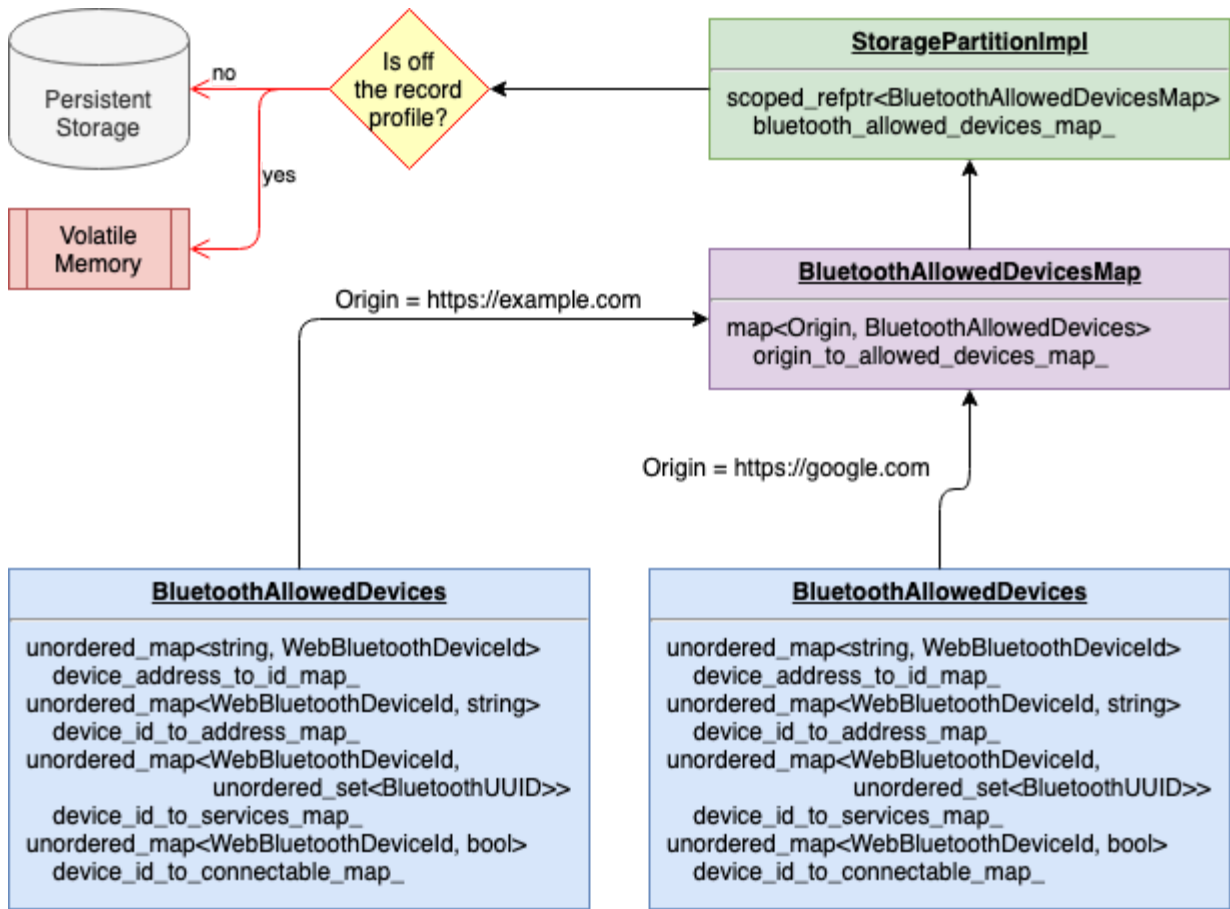 Persistent
Storage
no
Is off
the record
profile?
yes
Volatile
Memory
StoragePartitionImpl
scoped_refptr<BluetoothAllowedDevicesMap>
bluetooth_allowed_devices_map_
BluetoothAllowedDevicesMap
map<Origin, BluetoothAllowedDevices>
origin_to_allowed_devices_map_
Origin = https://example.com
Origin = https://google.com
BluetoothAllowedDevices
unordered_map<string, WebBluetoothDeviceId>
device_address_to_id_map_
unordered_map<WebBluetoothDeviceId, string>
device_id_to_address_map_
unordered_map<WebBluetoothDeviceId,
unordered_set<BluetoothUUID>>
device_id_to_services_map_
unordered_map<WebBluetoothDeviceId, bool>
device_id_to_connectable_map_
BluetoothAllowedDevices
unordered_map<string, WebBluetoothDeviceId>
device_address_to_id_map_
unordered_map<WebBluetoothDeviceId, string>
device_id_to_address_map_
unordered_map<WebBluetoothDeviceId,
unordered_set<BluetoothUUID>>
device_id_to_services_map_
unordered_map<WebBluetoothDeviceId, bool>
device_id_to_connectable_map_